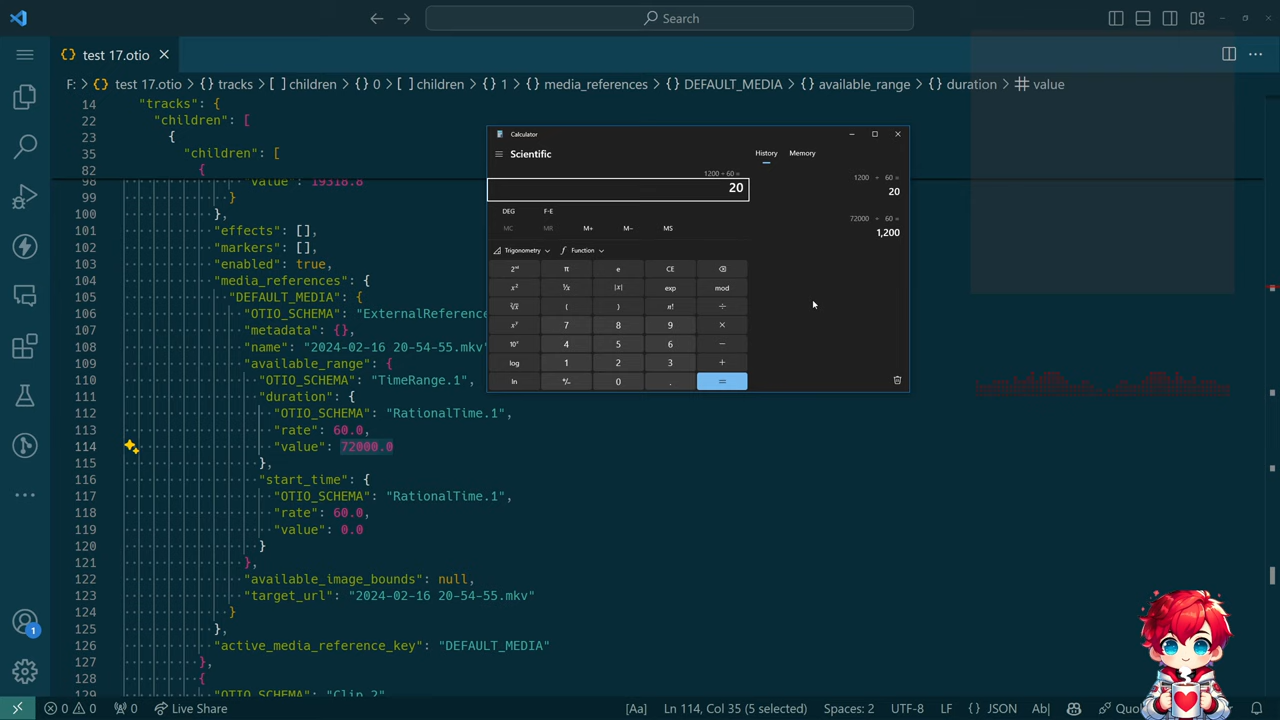 Search
test 17.otio
F: > test 17.otio > {} tracks > [ ] children > {} 0 > [ ] children > {} 1 > {} media_references > {} DEFAULT_MEDIA > {} available_range > {} duration > # value
14 "tracks": {
22 "children": [
23 {
35 "children": [
82 {
98 "value": 19318.8
99 }
100 },
101 "effects": [],
102 "markers": [],
103 "enabled": true,
104 "media_references": {
105 "DEFAULT_MEDIA": {
106 "OTIO_SCHEMA": "ExternalReference
107 "metadata": {},
108 "name": "2024-02-16 20-54-55.mkv"
109 "available_range": {
110 "OTIO_SCHEMA": "TimeRange.1",
111 "duration": {
112 "OTIO_SCHEMA": "RationalTime.1",
113 "rate": 60.0,
114 "value": 72000.0
115 },
116 "start_time": {
117 "OTIO_SCHEMA": "RationalTime.1",
118 "rate": 60.0,
119 "value": 0.0
120 }
121 },
122 "available_image_bounds": null,
123 "target_url": "2024-02-16 20-54-55.mkv"
124 }
125 },
126 "active_media_reference_key": "DEFAULT_MEDIA"
127 },
128 {
129 "OTIO_SCHEMA": "Clip.2"
Calculator
Scientific
1200 ÷ 60 =
20
DEG F-E
MC MR M+ M− MS
Trigonometry Function
2ⁿᵈ π e CE
x² ¹/x |x| exp mod
²√x ( ) n! ÷
xʸ 7 8 9 ×
10ˣ 4 5 6 −
log 1 2 3 +
ln +/− 0 . =
History Memory
1200 ÷ 60 =
20
72000 ÷ 60 =
1,200
1
0 0 0 Live Share
[Aa] Ln 114, Col 35 (5 selected) Spaces: 2 UTF-8 LF {} JSON Ab| Quo